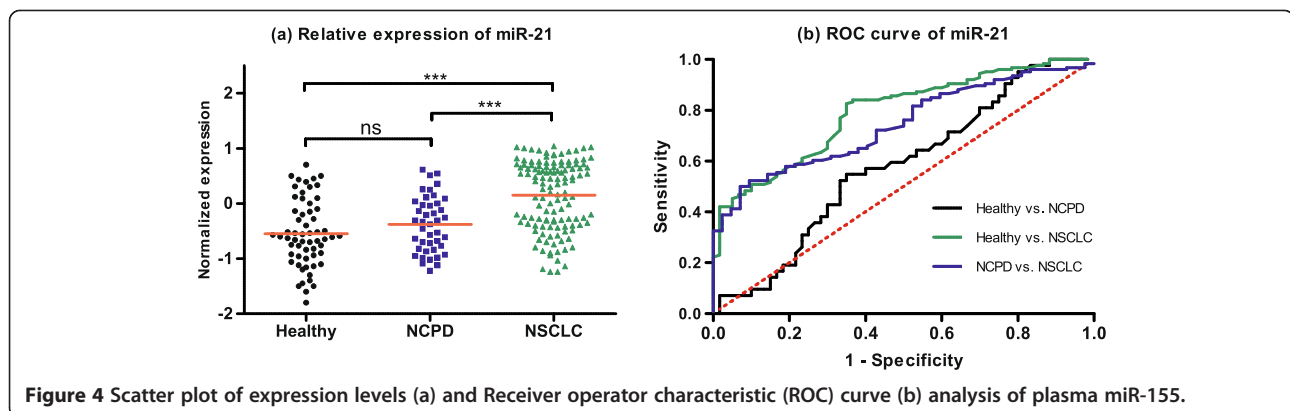 (a) Relative expression of miR-21
Normalized expression
2
1
0
-1
-2
***
***
ns
Healthy
NCPD
NSCLC
(b) ROC curve of miR-21
Sensitivity
1.0
0.8
0.6
0.4
0.2
0.0
Healthy vs. NCPD
Healthy vs. NSCLC
NCPD vs. NSCLC
0.0
0.2
0.4
0.6
0.8
1.0
1 - Specificity
Figure 4 Scatter plot of expression levels (a) and Receiver operator characteristic (ROC) curve (b) analysis of plasma miR-155.